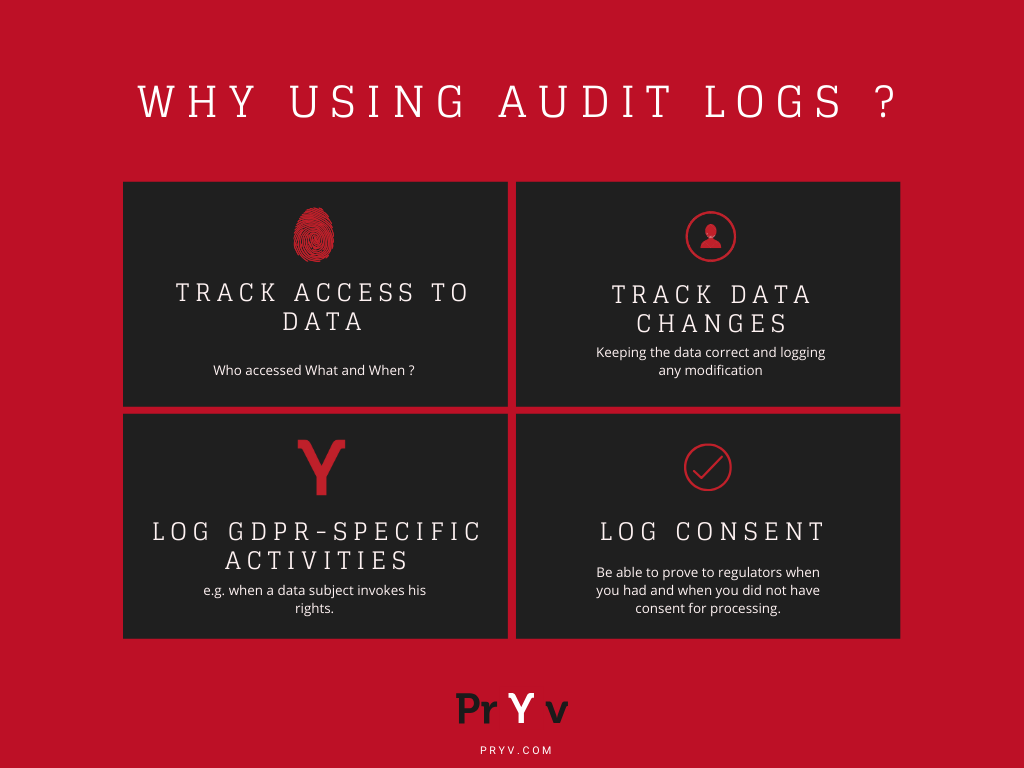 WHY USING AUDIT LOGS ?
TRACK ACCESS TO
DATA
Who accessed What and When ?
TRACK DATA
CHANGES
Keeping the data correct and logging
any modification
Y
LOG GDPR-SPECIFIC
ACTIVITIES
e.g. when a data subject invokes his
rights.
LOG CONSENT
Be able to prove to regulators when
you had and when you did not have
consent for processing.
PrYv
PRYV.COM